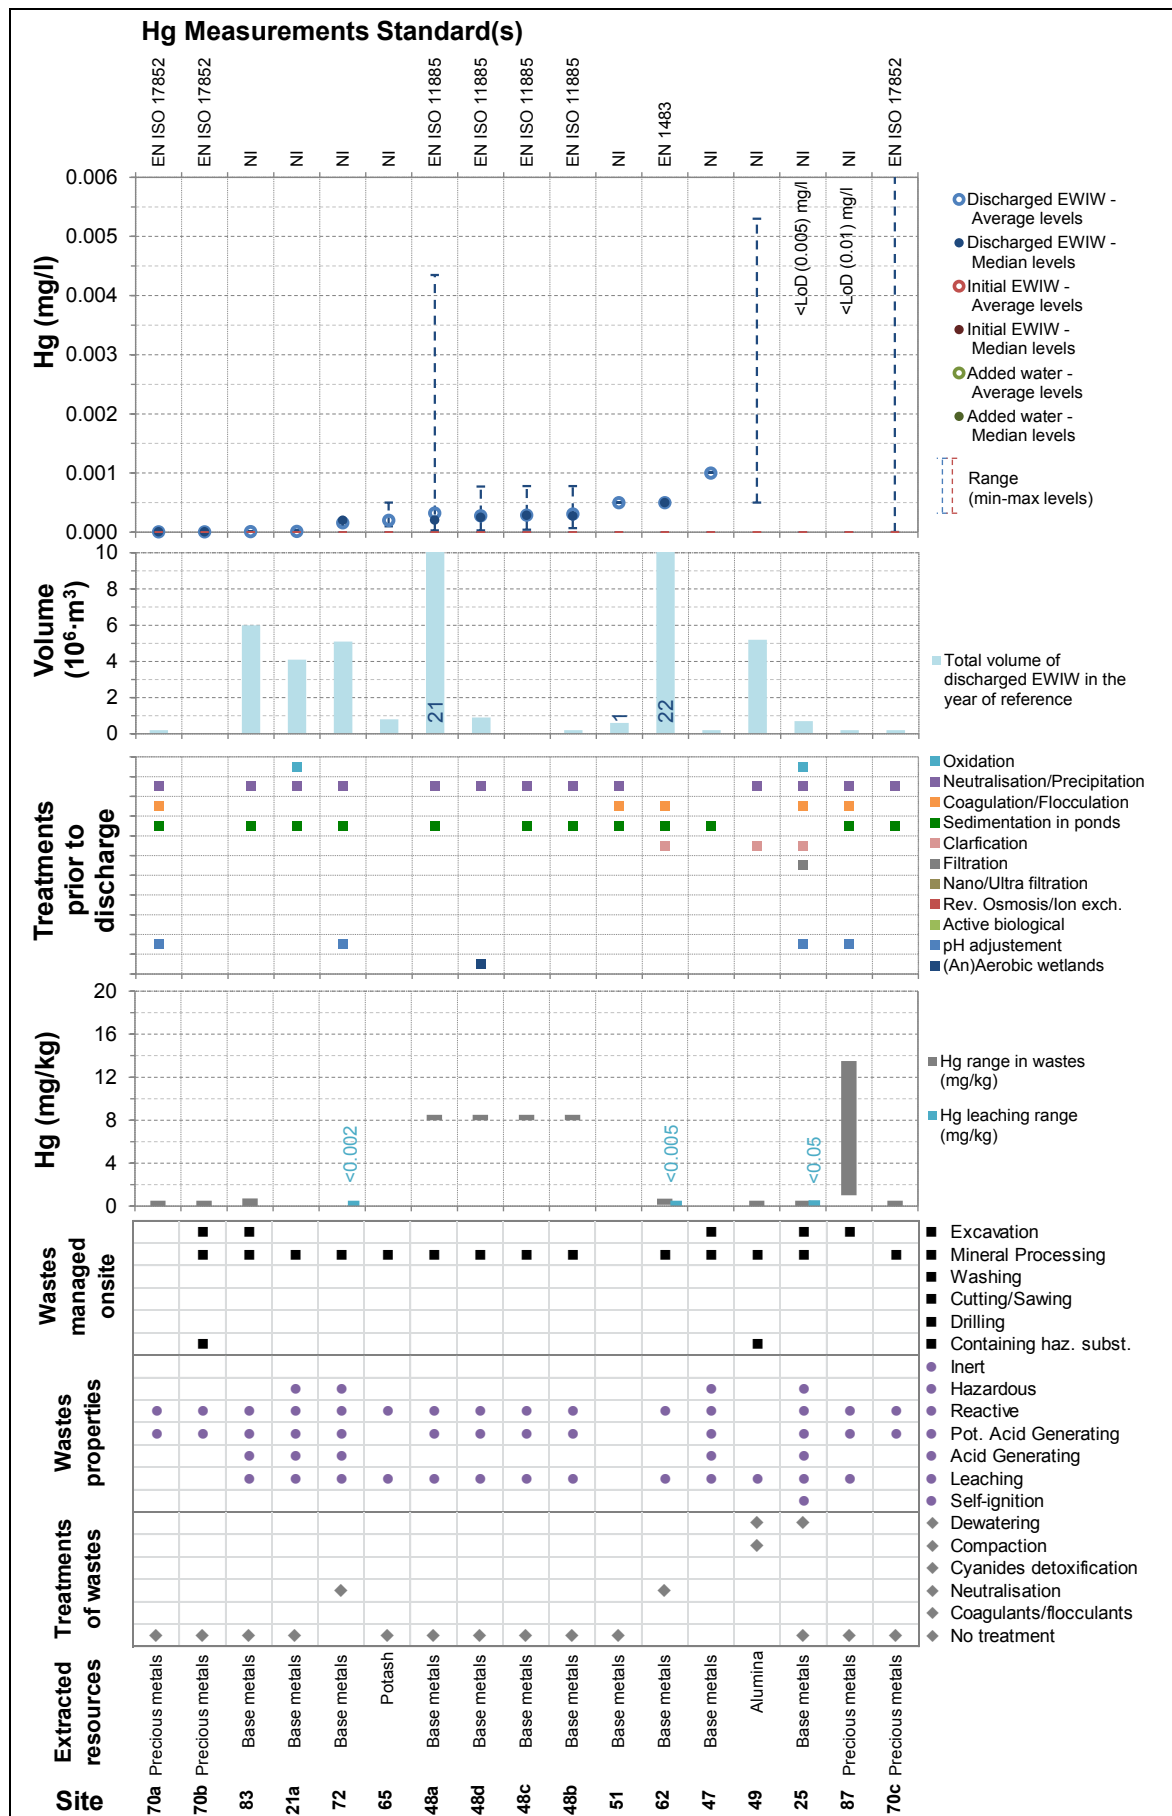 Hg Measurements Standard(s)
EN ISO 17852
EN ISO 17852
NI
NI
NI
NI
EN ISO 11885
EN ISO 11885
EN ISO 11885
EN ISO 11885
NI
EN 1483
NI
NI
NI
NI
EN ISO 17852
Hg (mg/l)
0.006
0.005
0.004
0.003
0.002
0.001
0.000
<LoD (0.005) mg/l
<LoD (0.01) mg/l
Discharged EWIW -
Average levels
Discharged EWIW -
Median levels
Initial EWIW -
Average levels
Initial EWIW -
Median levels
Added water -
Average levels
Added water -
Median levels
Range
(min-max levels)
Volume
(10⁶·m³)
10
8
6
4
2
0
21
1
22
Total volume of
discharged EWIW in the
year of reference
Treatments
prior to
discharge
Oxidation
Neutralisation/Precipitation
Coagulation/Flocculation
Sedimentation in ponds
Clarfication
Filtration
Nano/Ultra filtration
Rev. Osmosis/Ion exch.
Active biological
pH adjustement
(An)Aerobic wetlands
Hg (mg/kg)
20
16
12
8
4
0
<0.002
<0.005
<0.05
Hg range in wastes
(mg/kg)
Hg leaching range
(mg/kg)
Wastes
managed
onsite
Excavation
Mineral Processing
Washing
Cutting/Sawing
Drilling
Containing haz. subst.
Wastes
properties
Inert
Hazardous
Reactive
Pot. Acid Generating
Acid Generating
Leaching
Self-ignition
Treatments
of wastes
Dewatering
Compaction
Cyanides detoxification
Neutralisation
Coagulants/flocculants
No treatment
Extracted
resources
Precious metals
Precious metals
Base metals
Base metals
Base metals
Potash
Base metals
Base metals
Base metals
Base metals
Base metals
Base metals
Base metals
Alumina
Base metals
Precious metals
Precious metals
Site
70a
70b
83
21a
72
65
48a
48d
48c
48b
51
62
47
49
25
87
70c